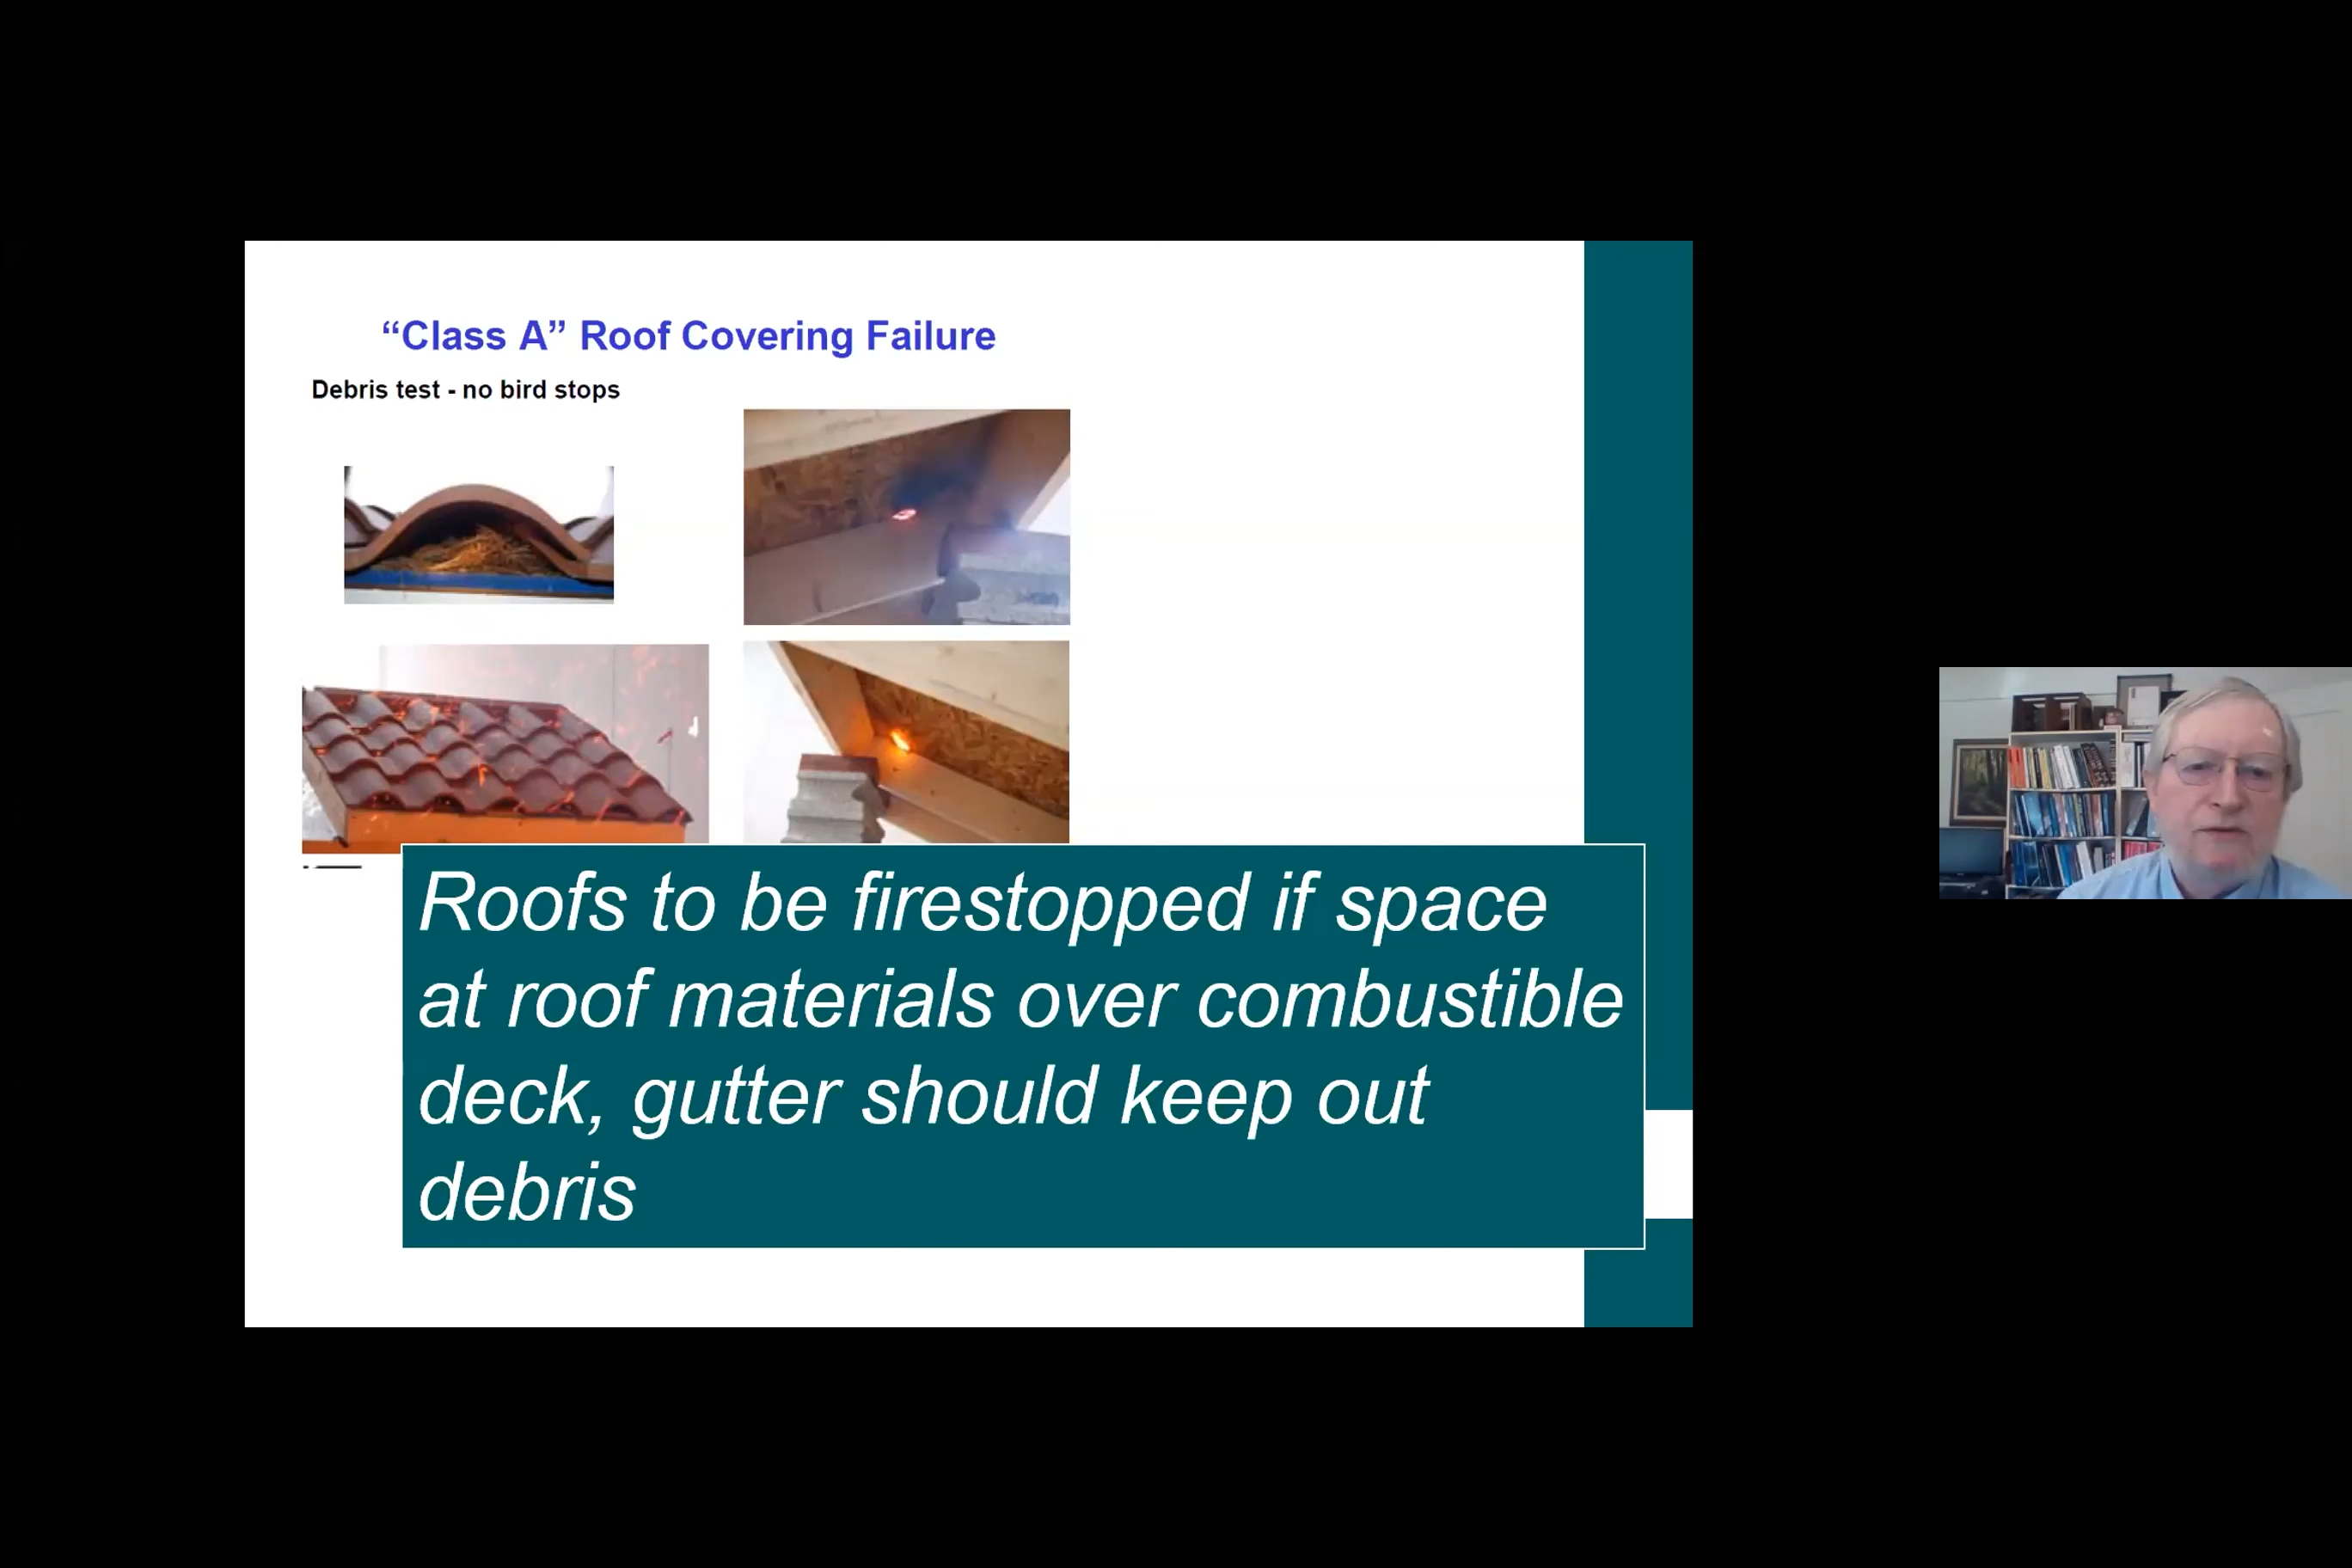 “Class A” Roof Covering Failure
Debris test - no bird stops
Roofs to be firestopped if space
at roof materials over combustible
deck, gutter should keep out
debris